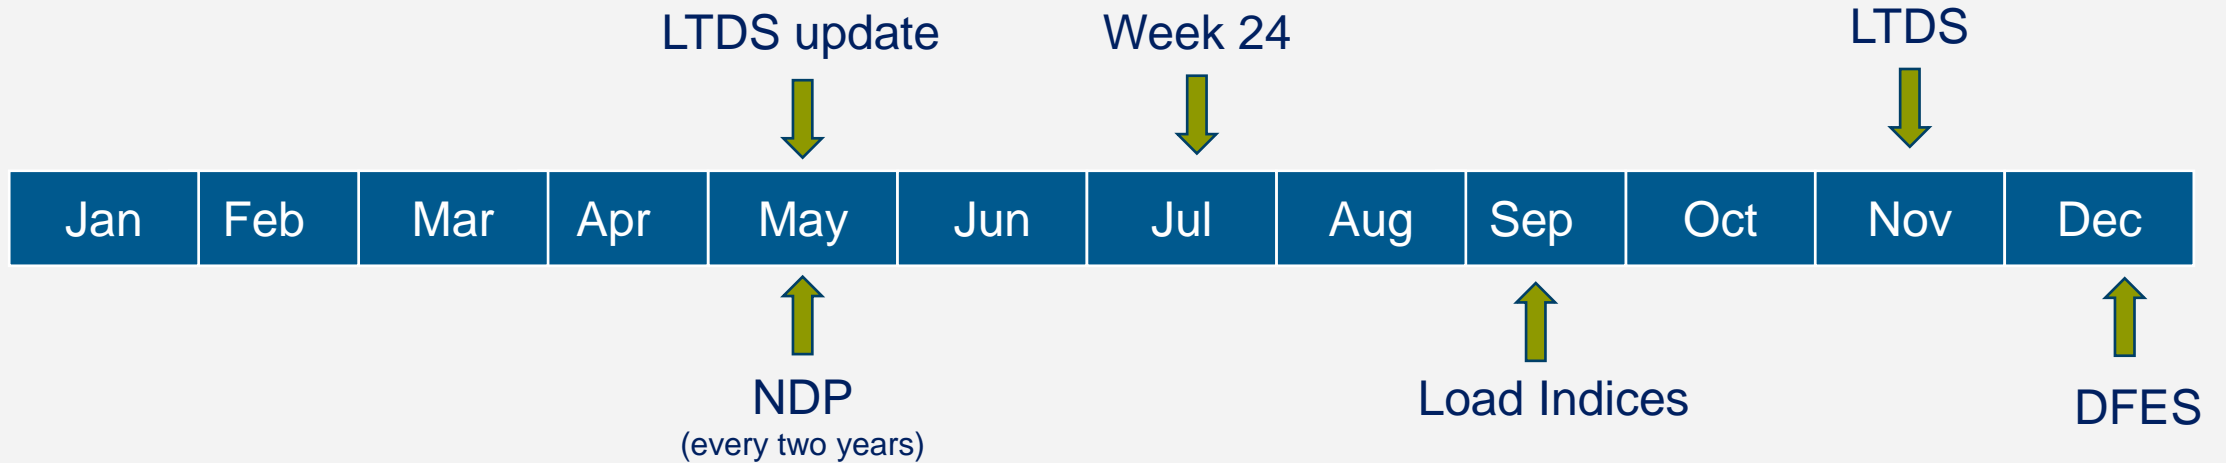 LTDS update
Week 24
LTDS
Jan Feb Mar Apr May Jun Jul Aug Sep Oct Nov Dec
NDP
(every two years)
Load Indices
DFES